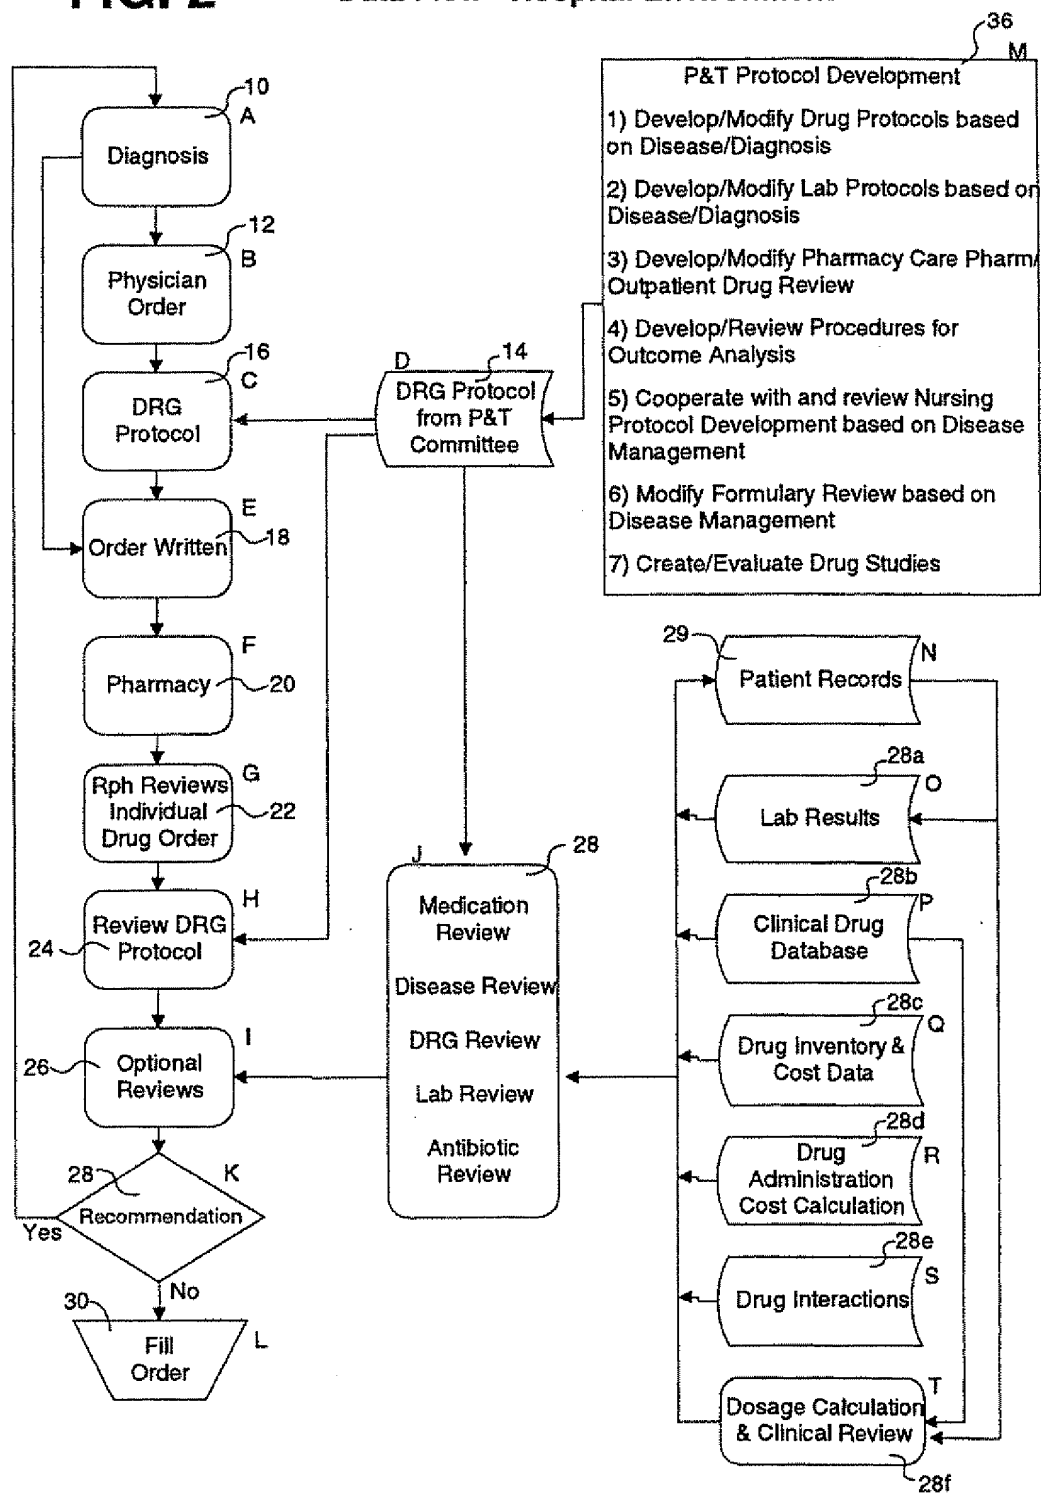 36
M
P&T Protocol Development
1) Develop/Modify Drug Protocols based
on Disease/Diagnosis
2) Develop/Modify Lab Protocols based on
Disease/Diagnosis
3) Develop/Modify Pharmacy Care Pharm/
Outpatient Drug Review
4) Develop/Review Procedures for
Outcome Analysis
5) Cooperate with and review Nursing
Protocol Development based on Disease
Management
6) Modify Formulary Review based on
Disease Management
7) Create/Evaluate Drug Studies
10
A
Diagnosis
12
B
Physician
Order
16
C
DRG
Protocol
D
14
DRG Protocol
from P&T
Committee
E
Order Written
18
F
Pharmacy
20
G
Rph Reviews
Individual
Drug Order
22
H
Review DRG
Protocol
24
I
Optional
Reviews
26
28
K
Recommendation
Yes
No
30
Fill
Order
L
J
28
Medication
Review
Disease Review
DRG Review
Lab Review
Antibiotic
Review
29
N
Patient Records
28a
O
Lab Results
28b
P
Clinical Drug
Database
28c
Q
Drug Inventory &
Cost Data
28d
R
Drug
Administration
Cost Calculation
28e
S
Drug Interactions
T
Dosage Calculation
& Clinical Review
28f